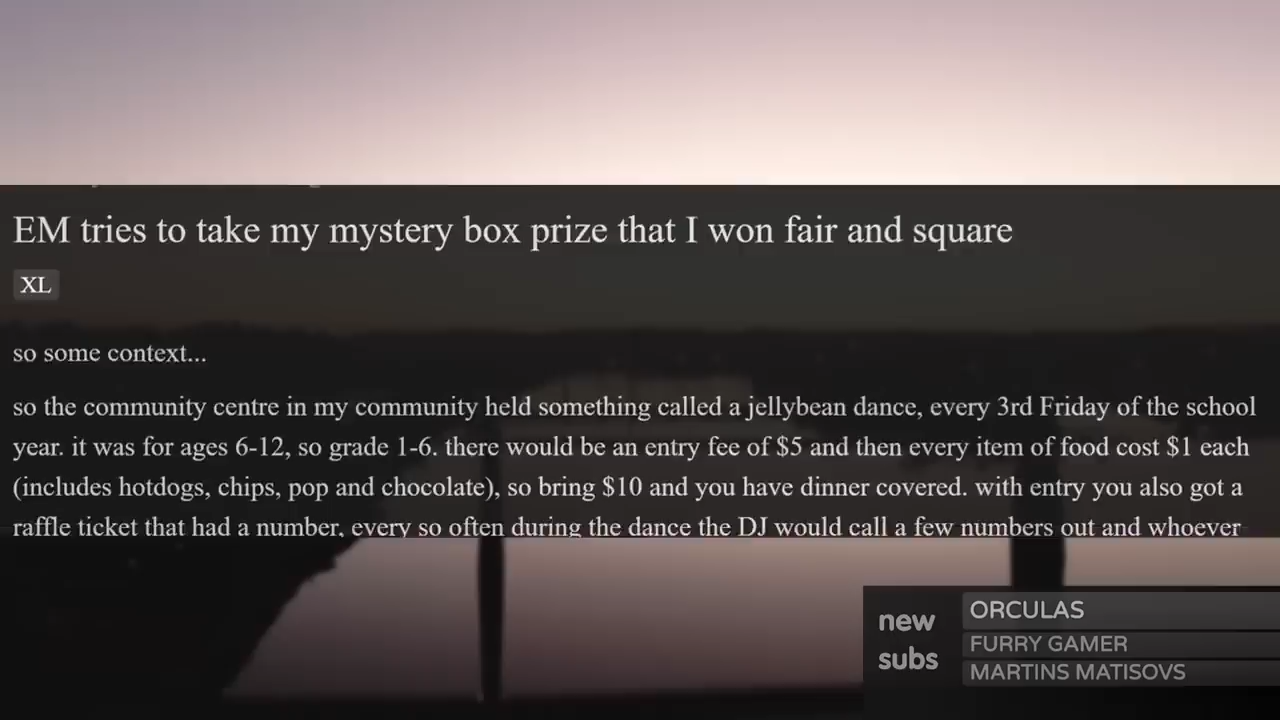 EM tries to take my mystery box prize that I won fair and square
XL
so some context...
so the community centre in my community held something called a jellybean dance, every 3rd Friday of the school
year. it was for ages 6-12, so grade 1-6. there would be an entry fee of $5 and then every item of food cost $1 each
(includes hotdogs, chips, pop and chocolate), so bring $10 and you have dinner covered. with entry you also got a
raffle ticket that had a number, every so often during the dance the DJ would call a few numbers out and whoever
new
subs
ORCULAS
FURRY GAMER
MARTINS MATISOVS